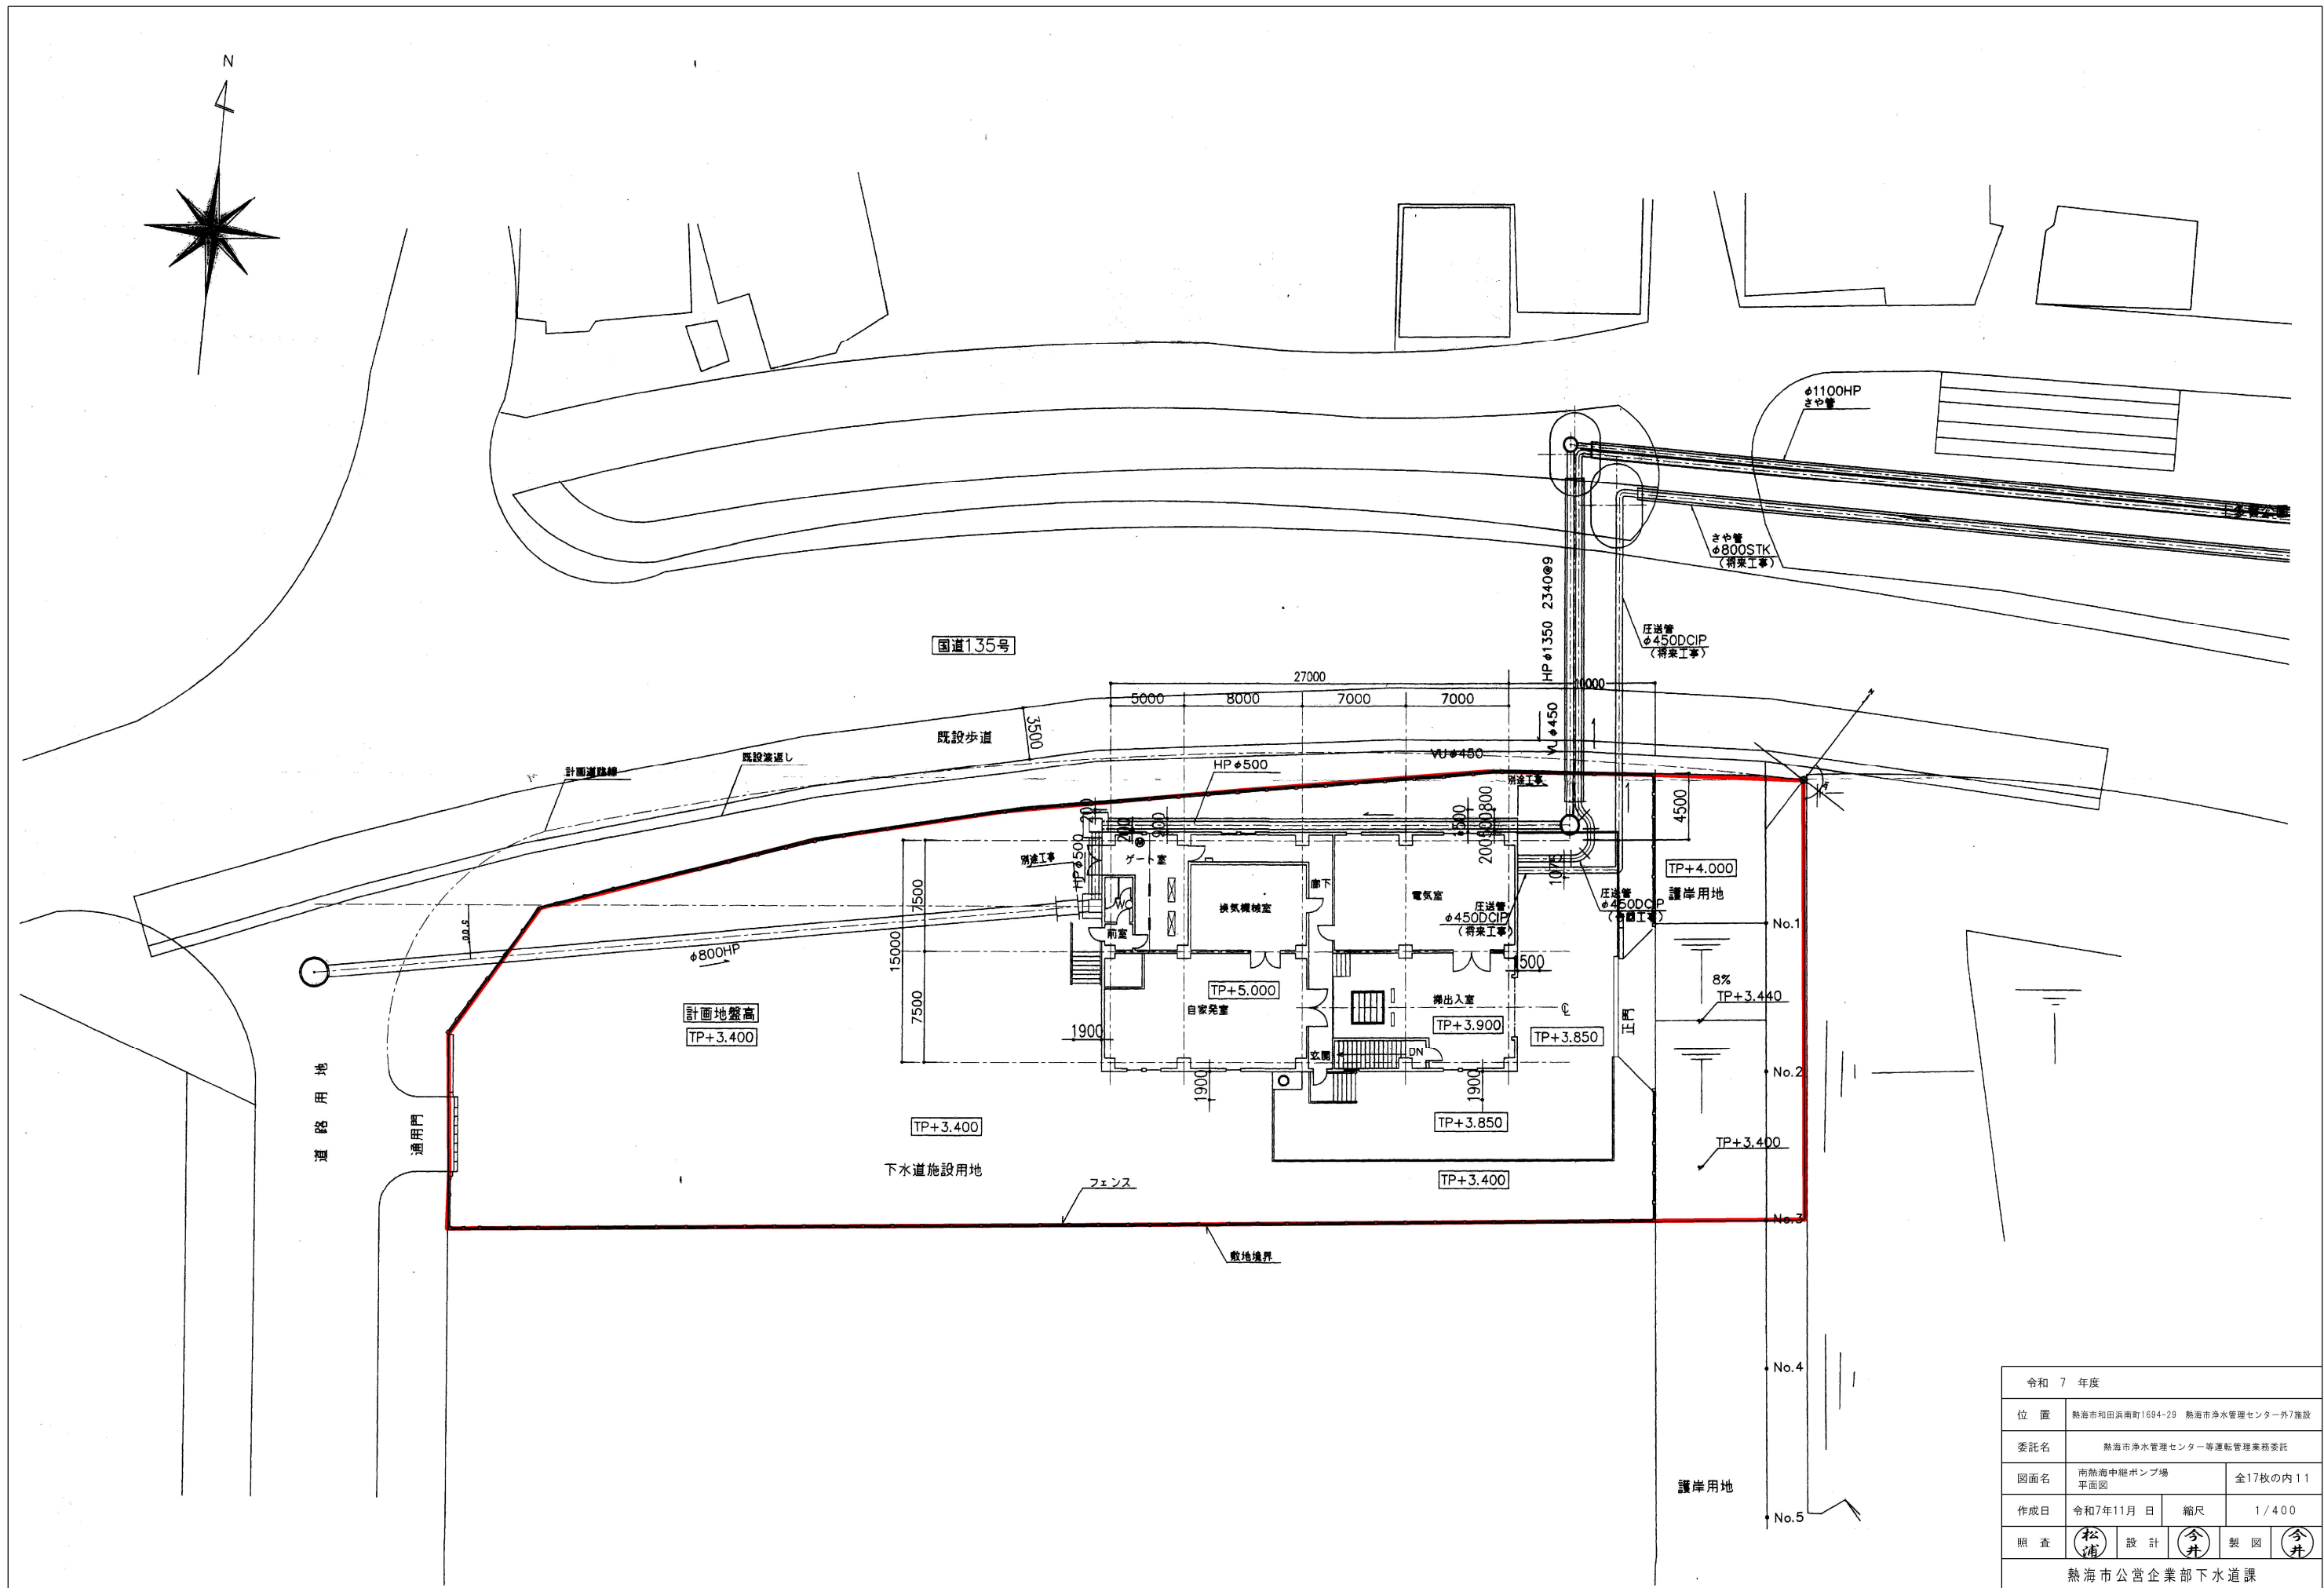 N
φ1100HP
さや管
さや管
φ800STK
（将来工事）
HPφ1350 2340@9
圧送管
φ450DCIP
（将来工事）
国道135号
27000
5000
8000
7000
7000
3500
既設歩道
既設波返し
計画道路線
VUφ450
VUφ450
HPφ500
別途工事
4500
HPφ500
別途工事
200
900
ゲート室
WC
前室
換気機械室
廊下
電気室
圧送管
φ450DCIP
（将来工事）
圧送管
φ450DCIP
TP+4.000
護岸用地
No.1
8%
TP+3.440
φ800HP
7500
15000
7500
1900
計画地盤高
TP+3.400
TP+5.000
自家発室
搬出入室
TP+3.900
TP+3.850
正門
玄関
DN
No.2
1900
1900
TP+3.850
TP+3.400
TP+3.400
TP+3.400
道路用地
通用門
下水道施設用地
フェンス
敷地境界
No.3
No.4
No.5
護岸用地
令和 7 年度
位置 熱海市和田浜南町1694-29 熱海市浄水管理センター外7施設
委託名 熱海市浄水管理センター等運転管理業務委託
図面名 南熱海中継ポンプ場 平面図 全17枚の内11
作成日 令和7年11月 日 縮尺 1/400
照査 松浦 設計 今井 製図 今井
熱海市公営企業部下水道課